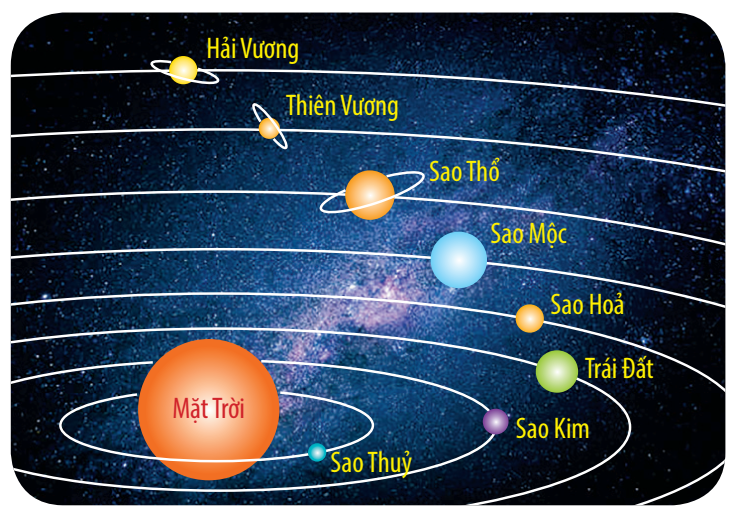 Hải Vương
Thiên Vương
Sao Thổ
Sao Mộc
Sao Hoả
Trái Đất
Mặt Trời
Sao Kim
Sao Thuỷ